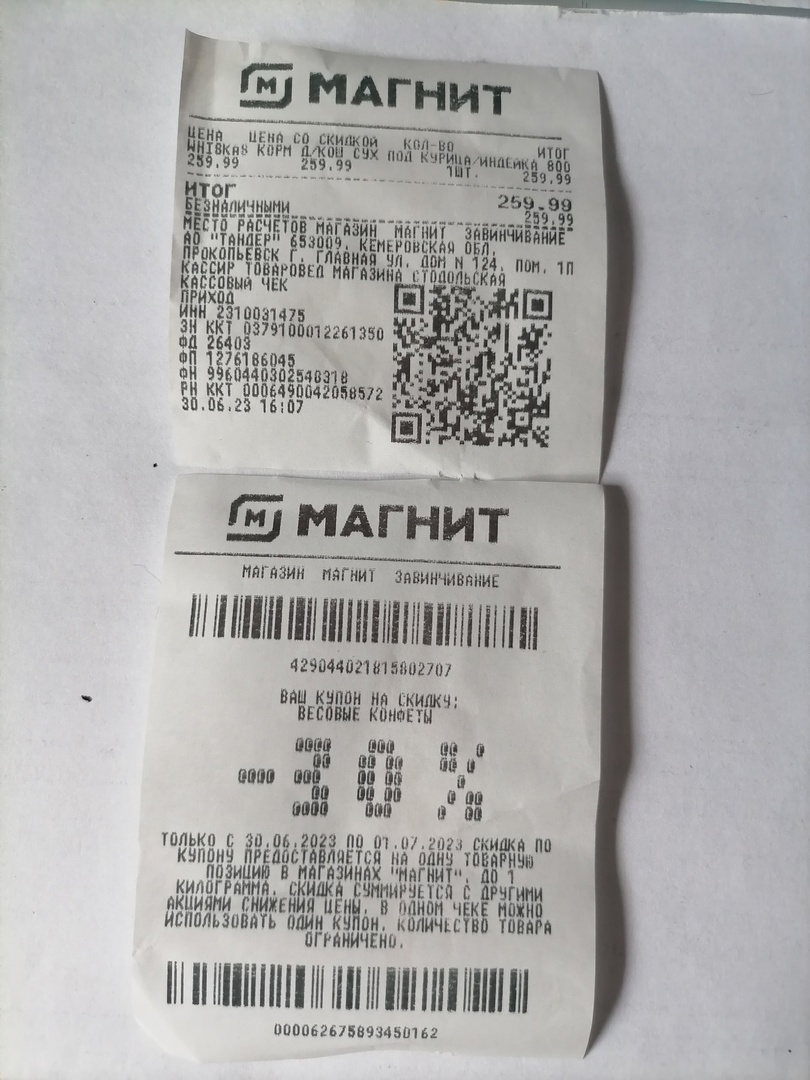 МАГНИТ
ЦЕНА ЦЕНА СО СКИДКОЙ КОЛ-ВО ИТОГ
WHISKAS КОРМ Д/КОШ СУХ ПОД КУРИЦА/ИНДЕЙКА 800
259.99 259.99 1ШТ. 259.99
ИТОГ 259.99
БЕЗНАЛИЧНЫМИ 259.99
МЕСТО РАСЧЕТОВ МАГАЗИН МАГНИТ ЗАВИНЧИВАНИЕ
АО "ТАНДЕР" 653009, КЕМЕРОВСКАЯ ОБЛ,
ПРОКОПЬЕВСК Г, ГЛАВНАЯ УЛ, ДОМ N 124, ПОМ. 1П
КАССИР ТОВАРОВЕД МАГАЗИНА СТОДОЛЬСКАЯ
КАССОВЫЙ ЧЕК
ПРИХОД
ИНН 2310031475
ЗН ККТ 0379100012261350
ФД 26403
ФП 1276186045
ФН 9960440302548318
РН ККТ 0006490042058572
30.06.23 16:07
МАГНИТ
МАГАЗИН МАГНИТ ЗАВИНЧИВАНИЕ
429044021815802707
ВАШ КУПОН НА СКИДКУ:
ВЕСОВЫЕ КОНФЕТЫ
-30%
ТОЛЬКО С 30.06.2023 ПО 01.07.2023 СКИДКА ПО
КУПОНУ ПРЕДОСТАВЛЯЕТСЯ НА ОДНУ ТОВАРНУЮ
ПОЗИЦИЮ В МАГАЗИНАХ "МАГНИТ", ДО 1
КИЛОГРАММА. СКИДКА СУММИРУЕТСЯ С ДРУГИМИ
АКЦИЯМИ СНИЖЕНИЯ ЦЕНЫ. В ОДНОМ ЧЕКЕ МОЖНО
ИСПОЛЬЗОВАТЬ ОДИН КУПОН. КОЛИЧЕСТВО ТОВАРА
ОГРАНИЧЕНО.
000062675893450162